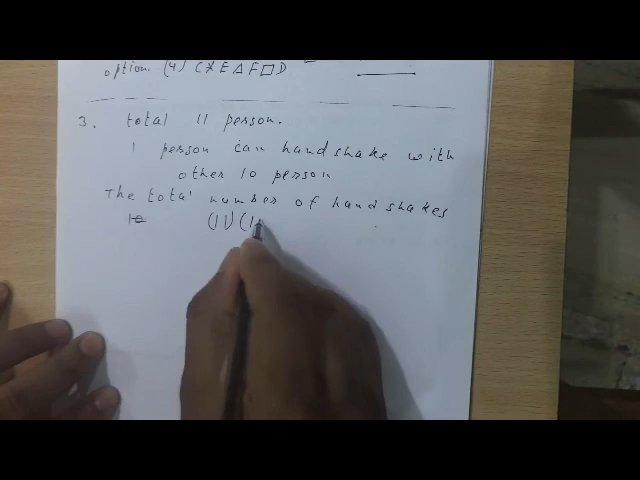 option (4) C * E Δ F □ D
3. total 11 person.
1 person can handshake with
other 10 person
The total number of handshakes
(11)(1